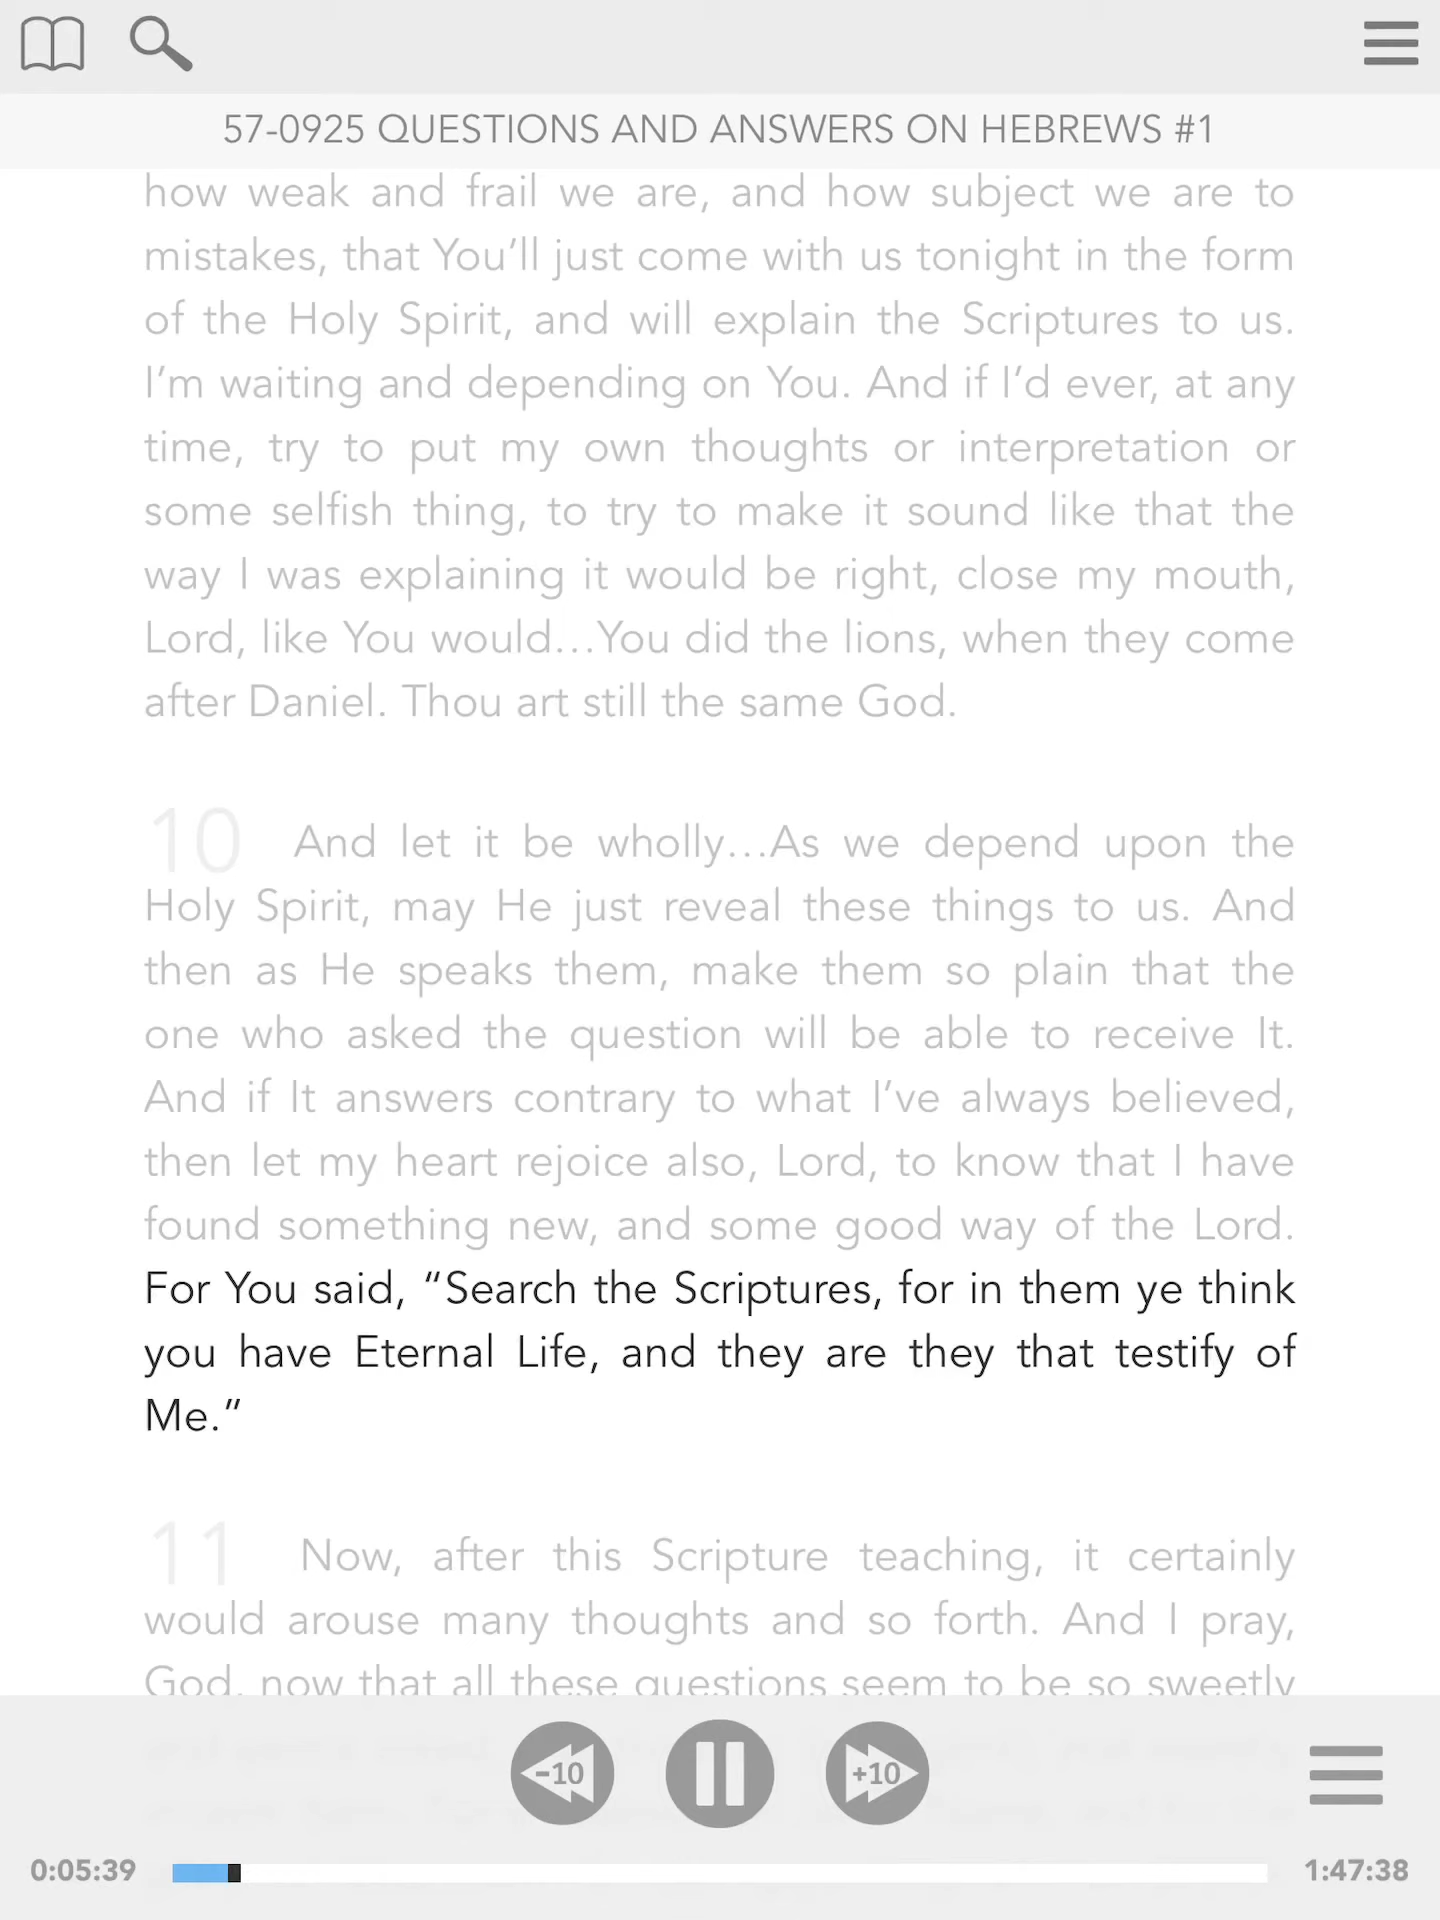 57-0925 QUESTIONS AND ANSWERS ON HEBREWS #1
how weak and frail we are, and how subject we are to
mistakes, that You’ll just come with us tonight in the form
of the Holy Spirit, and will explain the Scriptures to us.
I’m waiting and depending on You. And if I’d ever, at any
time, try to put my own thoughts or interpretation or
some selfish thing, to try to make it sound like that the
way I was explaining it would be right, close my mouth,
Lord, like You would…You did the lions, when they come
after Daniel. Thou art still the same God.
10 And let it be wholly…As we depend upon the
Holy Spirit, may He just reveal these things to us. And
then as He speaks them, make them so plain that the
one who asked the question will be able to receive It.
And if It answers contrary to what I’ve always believed,
then let my heart rejoice also, Lord, to know that I have
found something new, and some good way of the Lord.
For You said, “Search the Scriptures, for in them ye think
you have Eternal Life, and they are they that testify of
Me.”
11 Now, after this Scripture teaching, it certainly
would arouse many thoughts and so forth. And I pray,
God, now that all these questions seem to be so sweetly
-10 +10
0:05:39 1:47:38